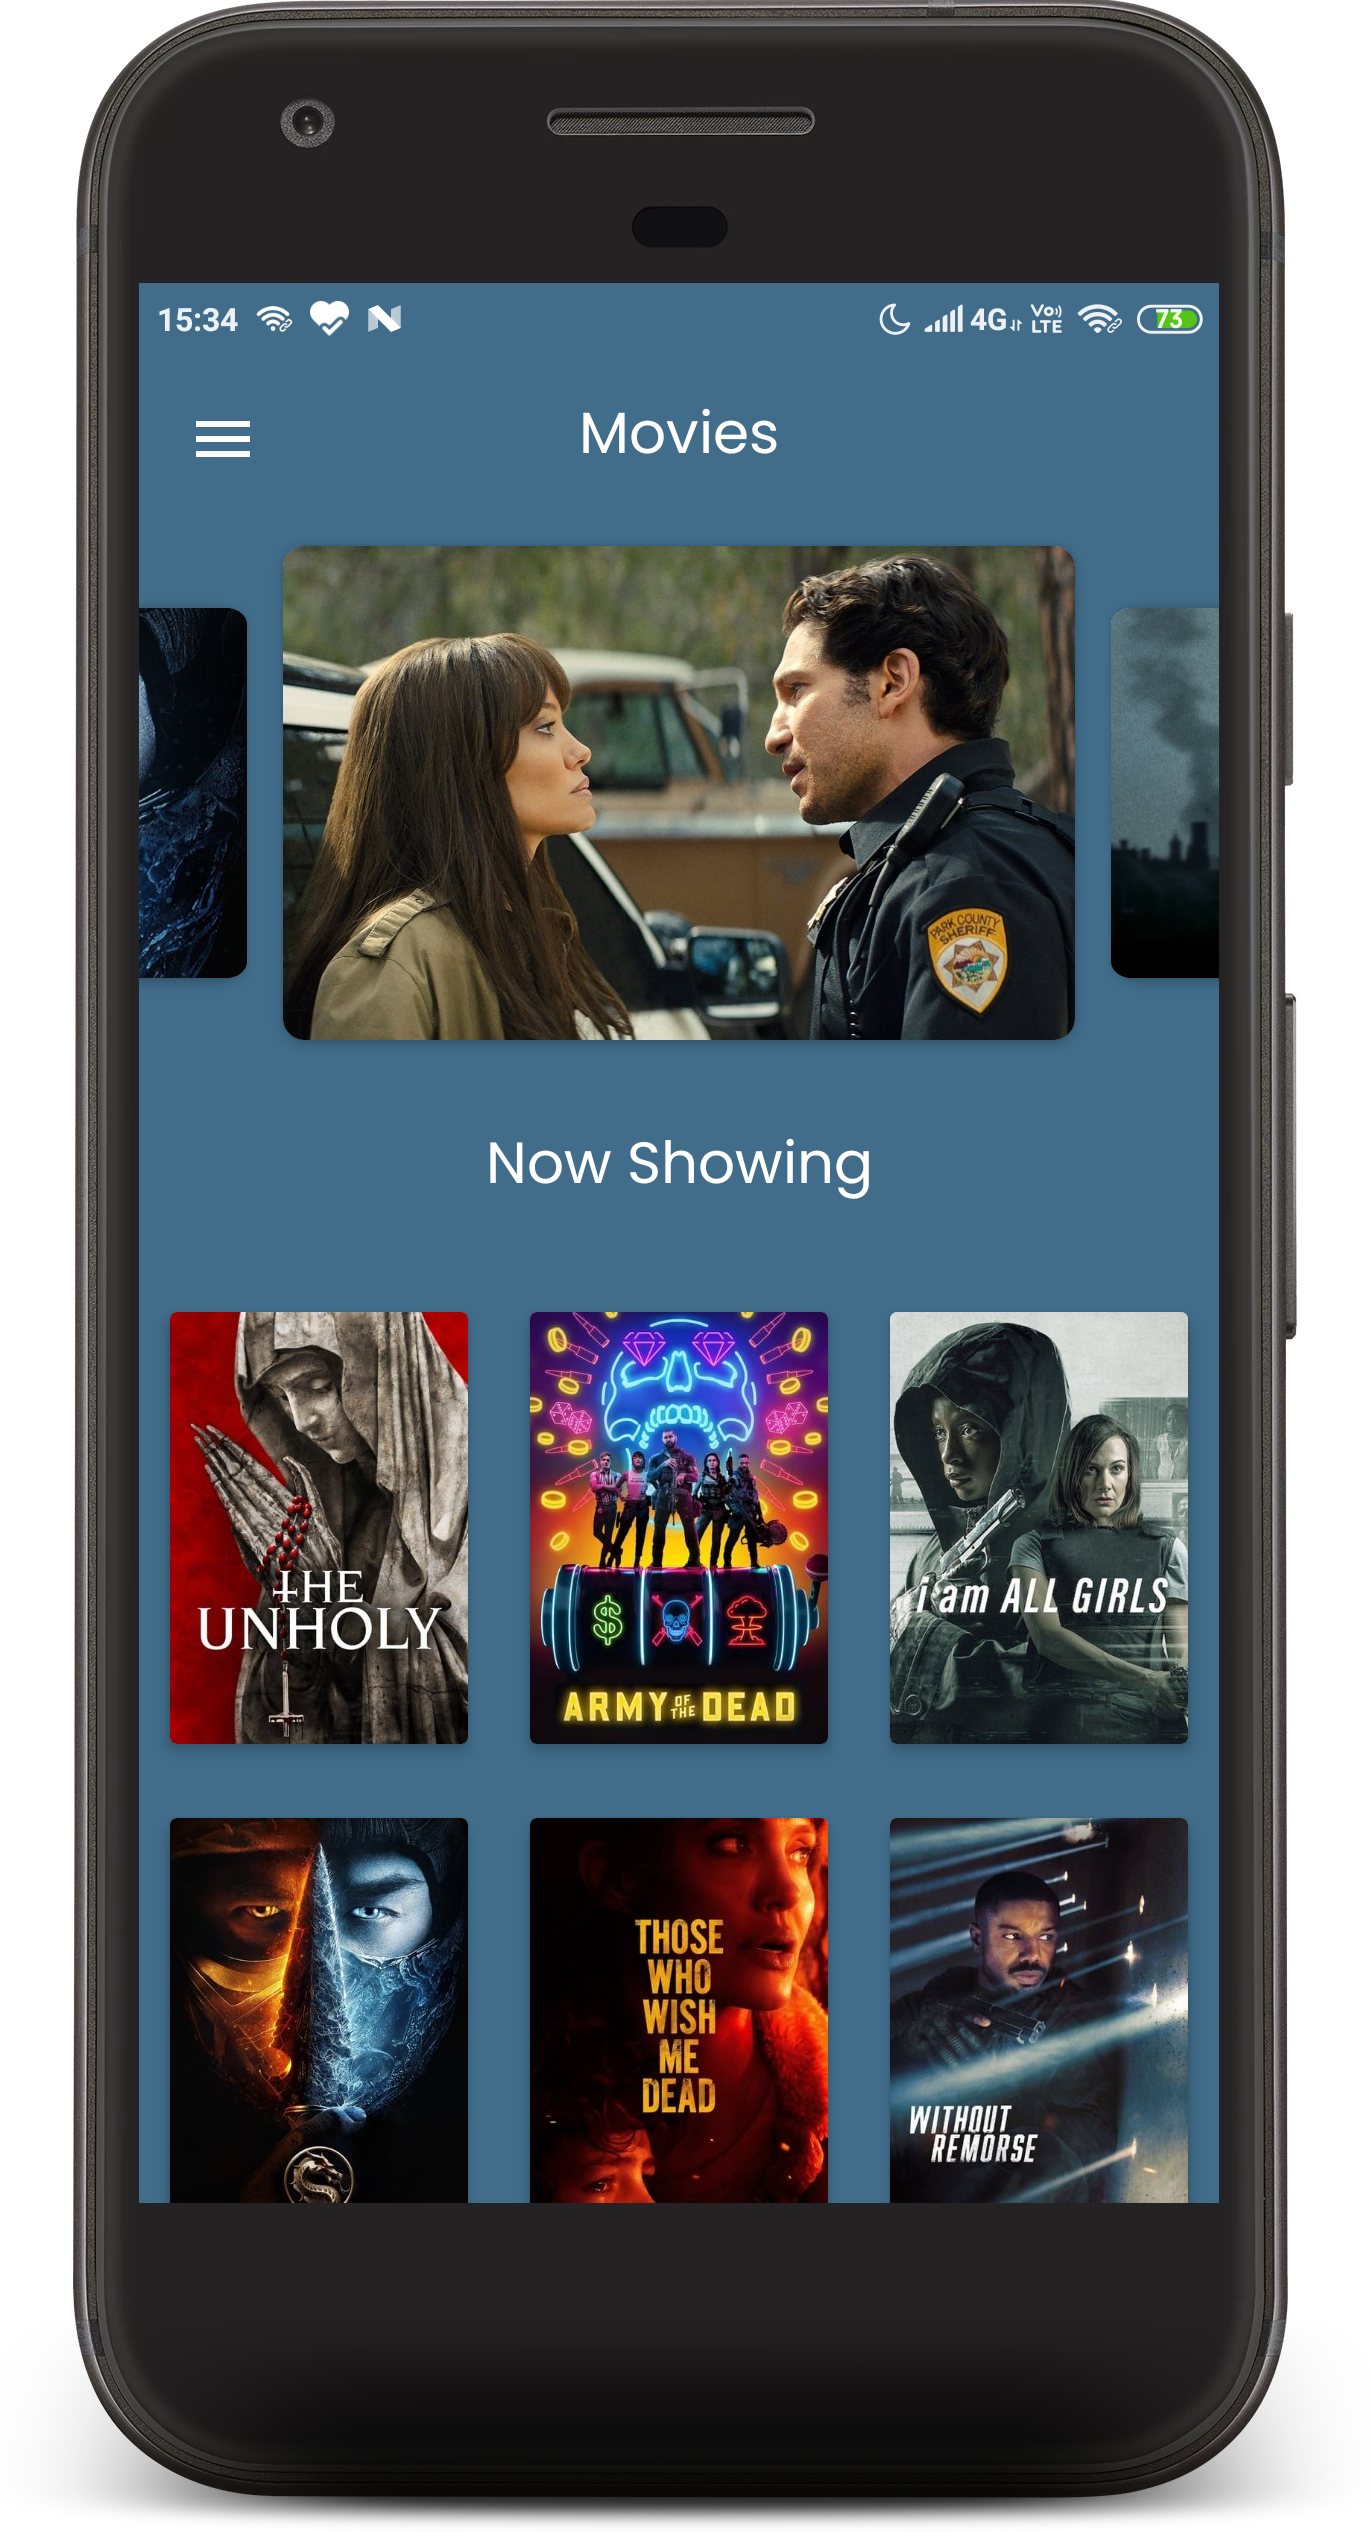 15:34
4G
Vo))
LTE
73
Movies
PARK COUNTY
SHERIFF
Now Showing
THE
UNHOLY
ARMY OF THE DEAD
i am ALL GIRLS
THOSE
WHO
WISH
ME
DEAD
WITHOUT
REMORSE